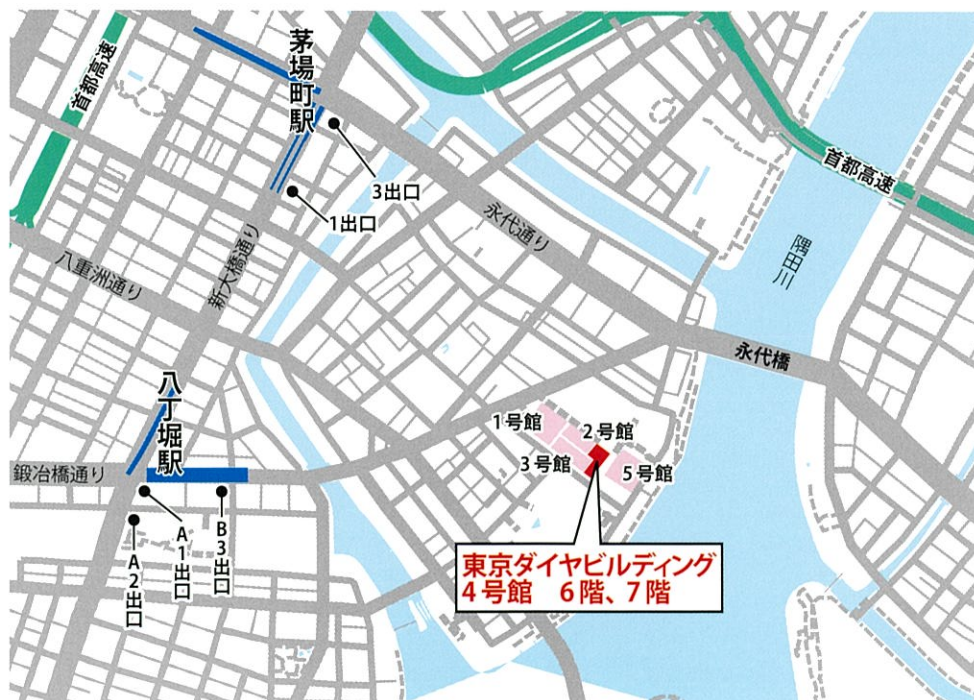 首都高速
茅場町駅
3出口
1出口
永代通り
首都高速
隅田川
新大橋通り
八重洲通り
永代橋
八丁堀駅
1号館
2号館
3号館
5号館
鍛冶橋通り
A1出口
A2出口
B3出口
東京ダイヤビルディング
4号館 6階、7階